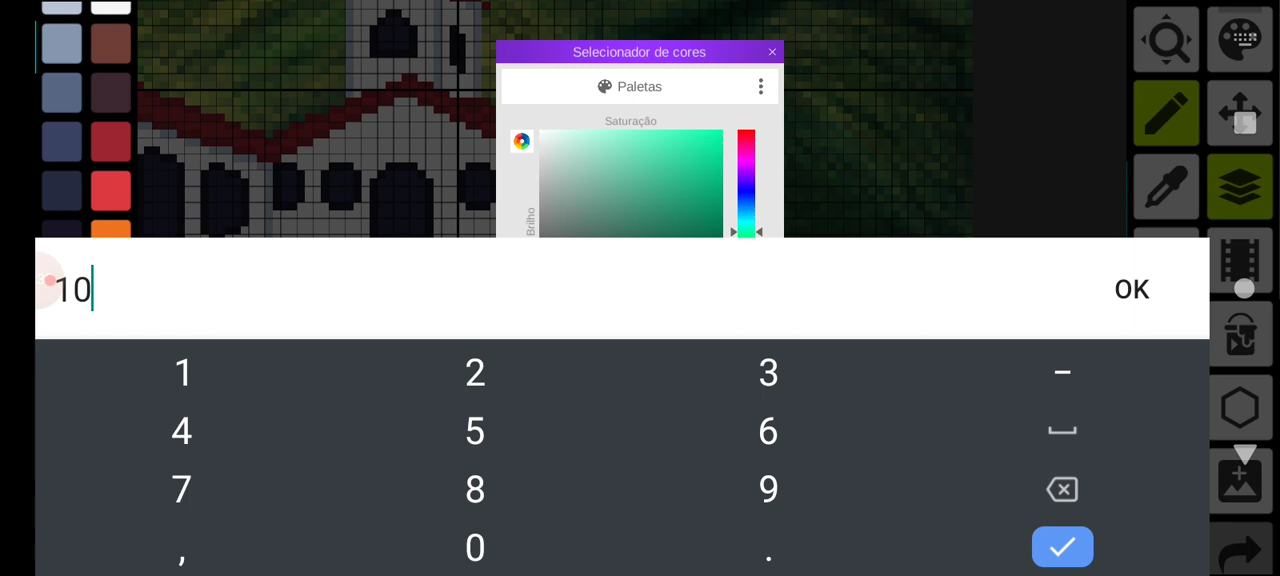 Selecionador de cores ×
Paletas
Saturação
Brilho
10
OK
1 2 3 –
4 5 6
7 8 9
, 0 .